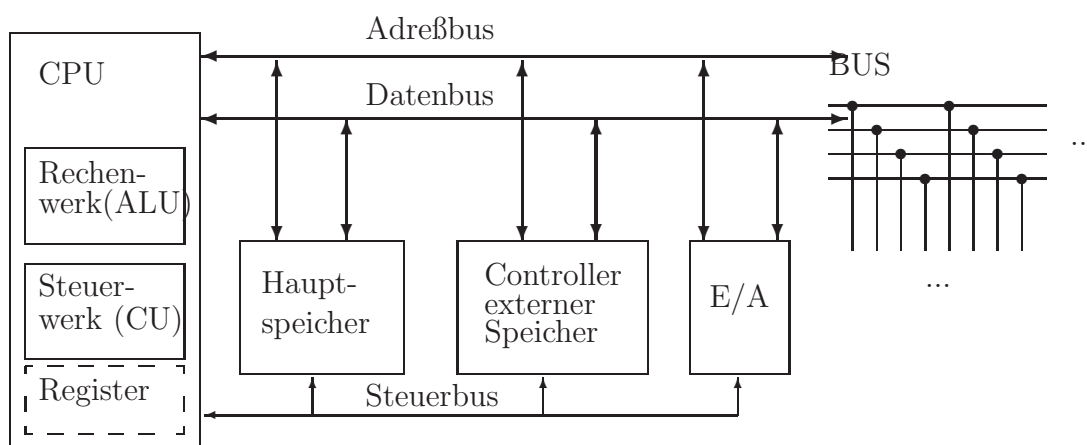 Adreßbus
CPU
BUS
Datenbus
..
Rechen-
werk(ALU)
Steuer-
werk (CU)
Haupt-
speicher
Controller
externer
Speicher
E/A
...
Register
Steuerbus